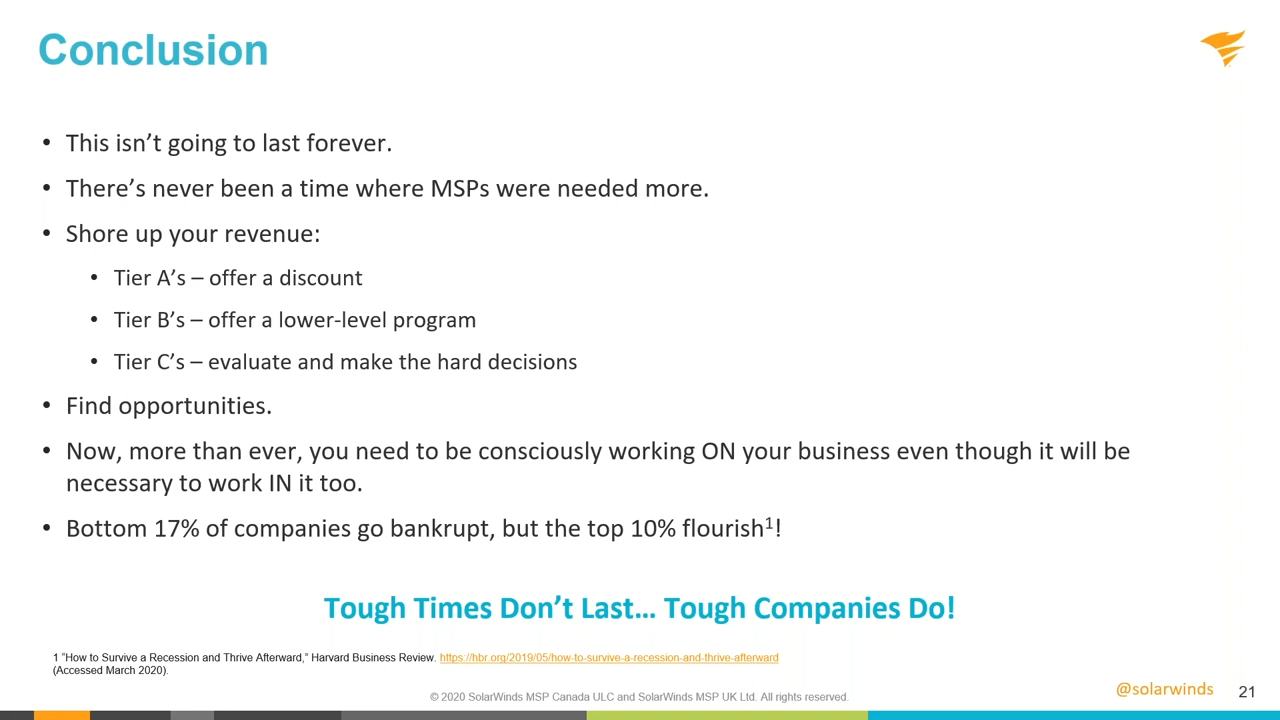 Conclusion
• This isn’t going to last forever.
• There’s never been a time where MSPs were needed more.
• Shore up your revenue:
• Tier A’s – offer a discount
• Tier B’s – offer a lower-level program
• Tier C’s – evaluate and make the hard decisions
• Find opportunities.
• Now, more than ever, you need to be consciously working ON your business even though it will be
necessary to work IN it too.
• Bottom 17% of companies go bankrupt, but the top 10% flourish¹!
Tough Times Don’t Last… Tough Companies Do!
1 “How to Survive a Recession and Thrive Afterward,” Harvard Business Review. https://hbr.org/2019/05/how-to-survive-a-recession-and-thrive-afterward
(Accessed March 2020).
© 2020 SolarWinds MSP Canada ULC and SolarWinds MSP UK Ltd. All rights reserved.
@solarwinds 21